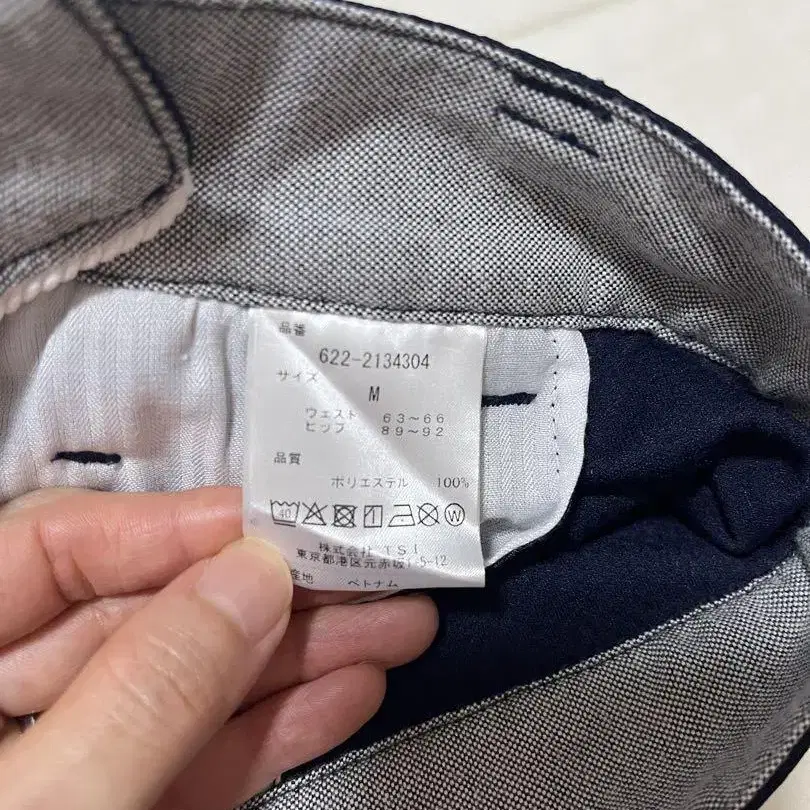 品番
622-2134304
サイズ
M
ウェスト 63~66
ヒップ 89~92
品質
ポリエステル 100%
40 W
株式会社 TSI
東京都港区元赤坂1-5-12
産地 ベトナム